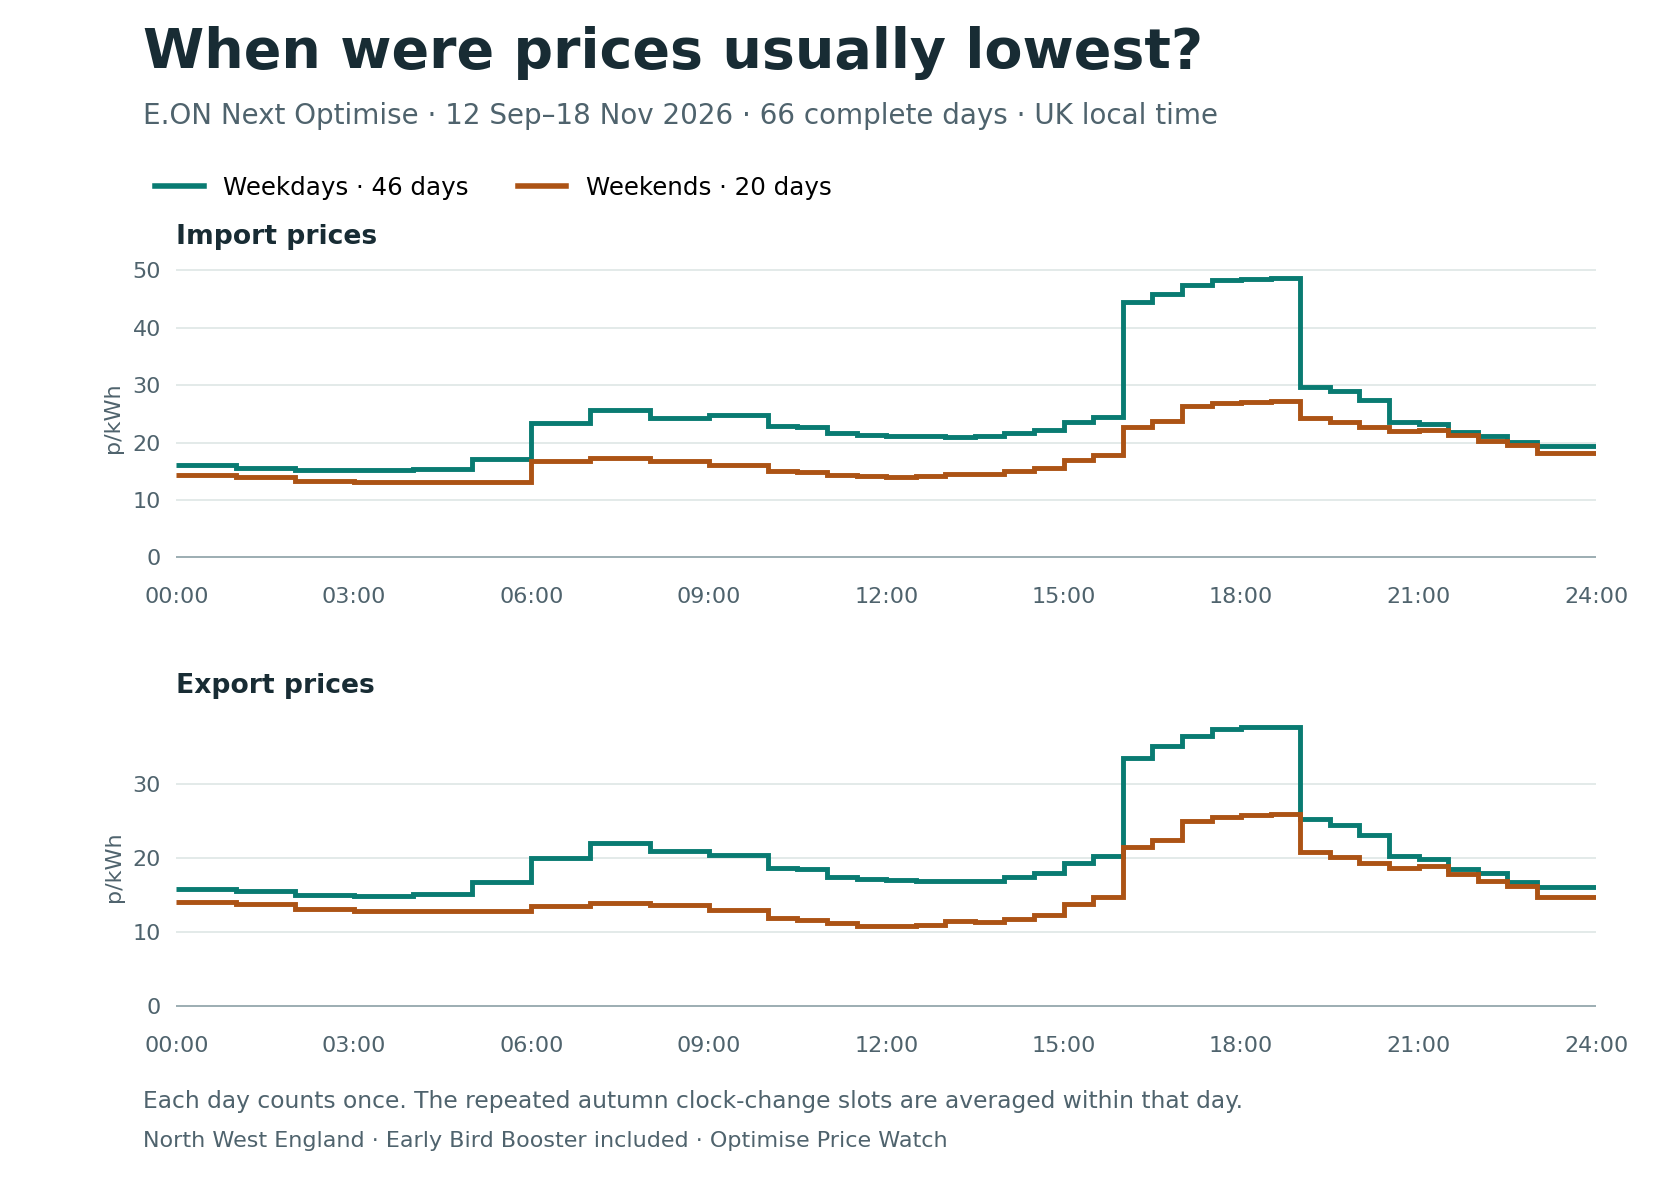 When were prices usually lowest?
E.ON Next Optimise · 12 Sep–18 Nov 2026 · 66 complete days · UK local time
Weekdays · 46 days
Weekends · 20 days
Import prices
50
40
30
20
10
0
p/kWh
00:00 03:00 06:00 09:00 12:00 15:00 18:00 21:00 24:00
Export prices
30
20
10
0
p/kWh
00:00 03:00 06:00 09:00 12:00 15:00 18:00 21:00 24:00
Each day counts once. The repeated autumn clock-change slots are averaged within that day.
North West England · Early Bird Booster included · Optimise Price Watch